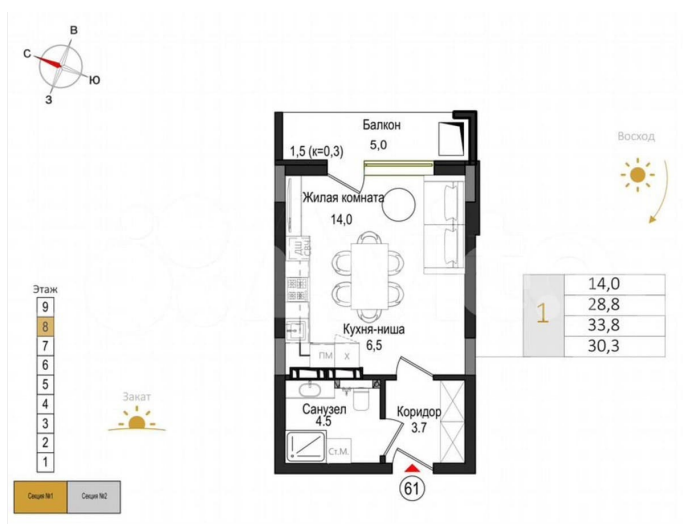 В
С
Ю
З
Балкон
5,0
1,5 (к=0,3)
Восход
Жилая комната
14,0
ДШ
СВЧ
14,0
28,8
33,8
30,3
1
Этаж
9
8
7
6
5
4
3
2
1
Кухня-ниша
6,5
ПМ
Х
Закат
Санузел
4.5
Коридор
3.7
Ст.М.
61
Секция №1
Секция №2